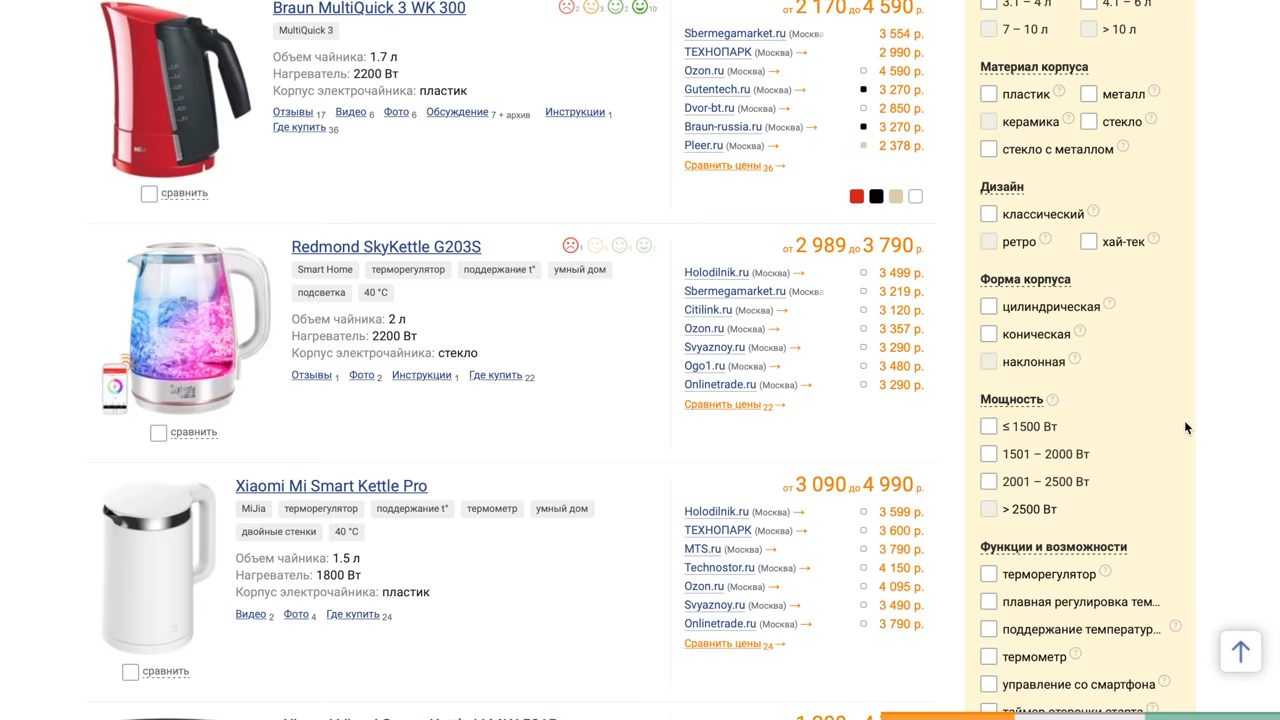 Braun MultiQuick 3 WK 300
2 3 2 10
MultiQuick 3
Объем чайника: 1.7 л
Нагреватель: 2200 Вт
Корпус электрочайника: пластик
Отзывы 17 Видео 6 Фото 6 Обсуждение 7 + архив Инструкции 1
Где купить 36
сравнить
от 2 170 до 4 590 р.
Sbermegamarket.ru (Москва 3 554 р.
ТЕХНОПАРК (Москва) → 2 990 р.
Ozon.ru (Москва) → 4 590 р.
Gutentech.ru (Москва) → 3 270 р.
Dvor-bt.ru (Москва) → 2 850 р.
Braun-russia.ru (Москва) → 3 270 р.
Pleer.ru (Москва) → 2 378 р.
Сравнить цены 36 →
Redmond SkyKettle G203S
Smart Home терморегулятор поддержание t° умный дом
подсветка 40 °C
Объем чайника: 2 л
Нагреватель: 2200 Вт
Корпус электрочайника: стекло
Отзывы 1 Фото 2 Инструкции 1 Где купить 22
сравнить
от 2 989 до 3 790 р.
Holodilnik.ru (Москва) → 3 499 р.
Sbermegamarket.ru (Москва 3 219 р.
Citilink.ru (Москва) → 3 120 р.
Ozon.ru (Москва) → 3 357 р.
Svyaznoy.ru (Москва) → 3 290 р.
Ogo1.ru (Москва) → 3 480 р.
Onlinetrade.ru (Москва) → 3 290 р.
Сравнить цены 22 →
Xiaomi Mi Smart Kettle Pro
MiJia терморегулятор поддержание t° термометр умный дом
двойные стенки 40 °C
Объем чайника: 1.5 л
Нагреватель: 1800 Вт
Корпус электрочайника: пластик
Видео 2 Фото 4 Где купить 24
сравнить
от 3 090 до 4 990 р.
Holodilnik.ru (Москва) → 3 599 р.
ТЕХНОПАРК (Москва) → 3 600 р.
MTS.ru (Москва) → 3 790 р.
Technostor.ru (Москва) → 4 150 р.
Ozon.ru (Москва) → 4 095 р.
Svyaznoy.ru (Москва) → 3 490 р.
Onlinetrade.ru (Москва) → 3 790 р.
Сравнить цены 24 →
3.1 – 4 л 4.1 – 6 л
7 – 10 л > 10 л
Материал корпуса
пластик ? металл ?
керамика ? стекло ?
стекло с металлом ?
Дизайн
классический ?
ретро ? хай-тек ?
Форма корпуса
цилиндрическая ?
коническая ?
наклонная ?
Мощность ?
≤ 1500 Вт
1501 – 2000 Вт
2001 – 2500 Вт
> 2500 Вт
Функции и возможности
терморегулятор ?
плавная регулировка тем...
поддержание температур... ?
термометр ?
управление со смартфона ?
таймер отсрочки старта ?